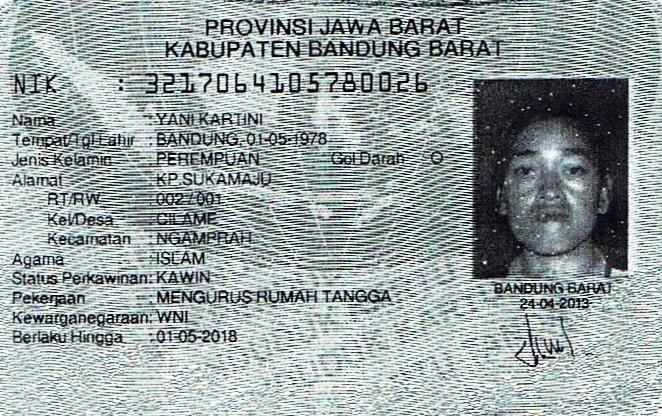 PROVINSI JAWA BARAT
KABUPATEN BANDUNG BARAT
NIK : 3217064105780026
Nama : YANI KARTINI
Tempat/Tgl Lahir : BANDUNG, 01-05-1978
Jenis Kelamin : PEREMPUAN Gol Darah O
Alamat : KP.SUKAMAJU
RT/RW : 002 / 001
Kel/Desa : CILAME
Kecamatan : NGAMPRAH
Agama : ISLAM
Status Perkawinan: KAWIN
Pekerjaan : MENGURUS RUMAH TANGGA
Kewarganegaraan: WNI
Berlaku Hingga : 01-05-2018
BANDUNG BARAT
24-04-2013